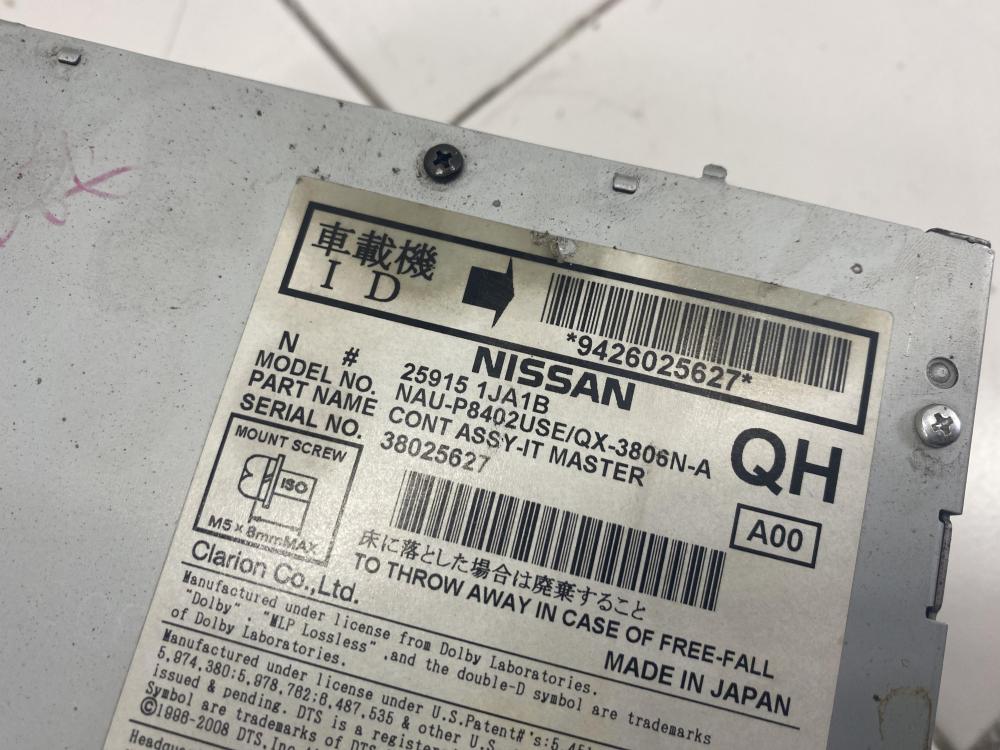 車載機
ID
*9426025627*
NISSAN
N # 25915 1JA1B
MODEL NO. NAU-P8402USE/QX-3806N-A
PART NAME CONT ASSY-IT MASTER
SERIAL NO. 38025627
QH
A00
MOUNT SCREW
ISO
M5×8mmMAX
Clarion Co.,Ltd.
床に落とした場合は廃棄すること
TO THROW AWAY IN CASE OF FREE-FALL
MADE IN JAPAN
Manufactured under license from Dolby Laboratories.
"Dolby", "MLP Lossless",and the double-D symbol are trademarks
of Dolby Laboratories.
Manufactured under license under U.S.Patent#'s:5,451
5,974,380;5,978,762;6,487,535 & other U.S.
issued & pending. DTS is a
Symbol are trademarks of
©1996-2008 DTS,Inc.